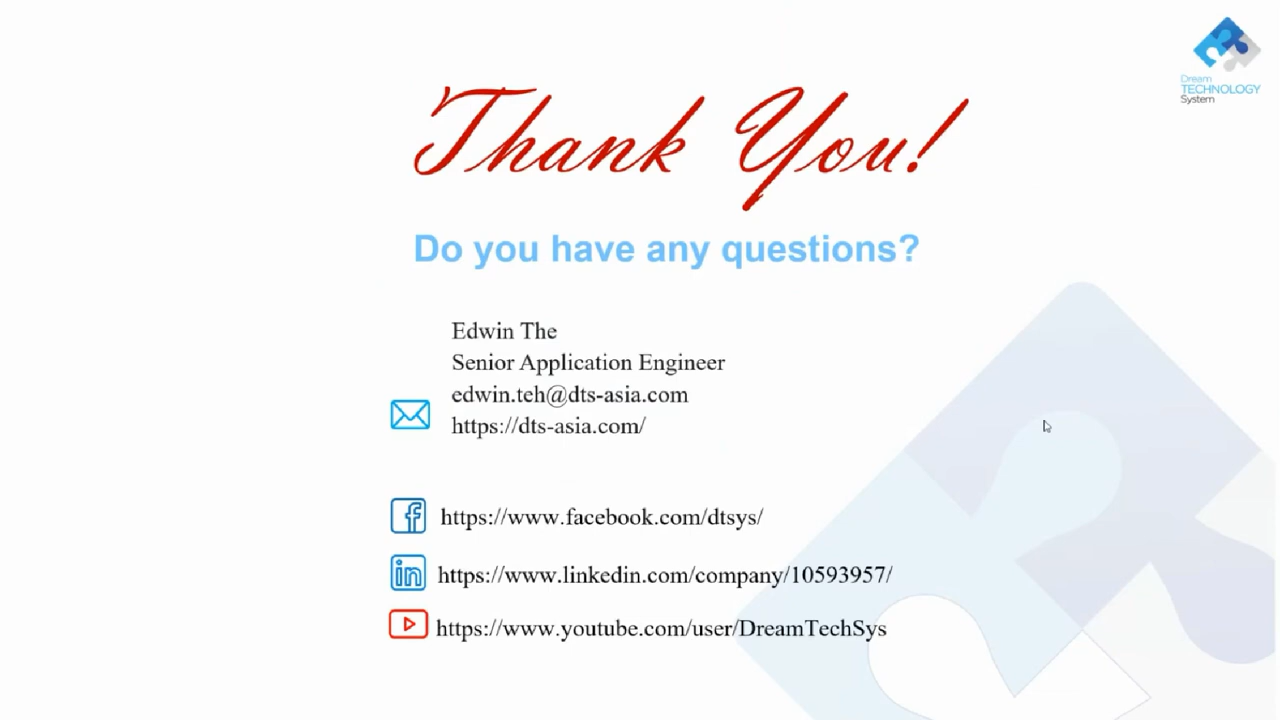 Dream
TECHNOLOGY
System
Thank You!
Do you have any questions?
Edwin The
Senior Application Engineer
edwin.teh@dts-asia.com
https://dts-asia.com/
https://www.facebook.com/dtsys/
https://www.linkedin.com/company/10593957/
https://www.youtube.com/user/DreamTechSys